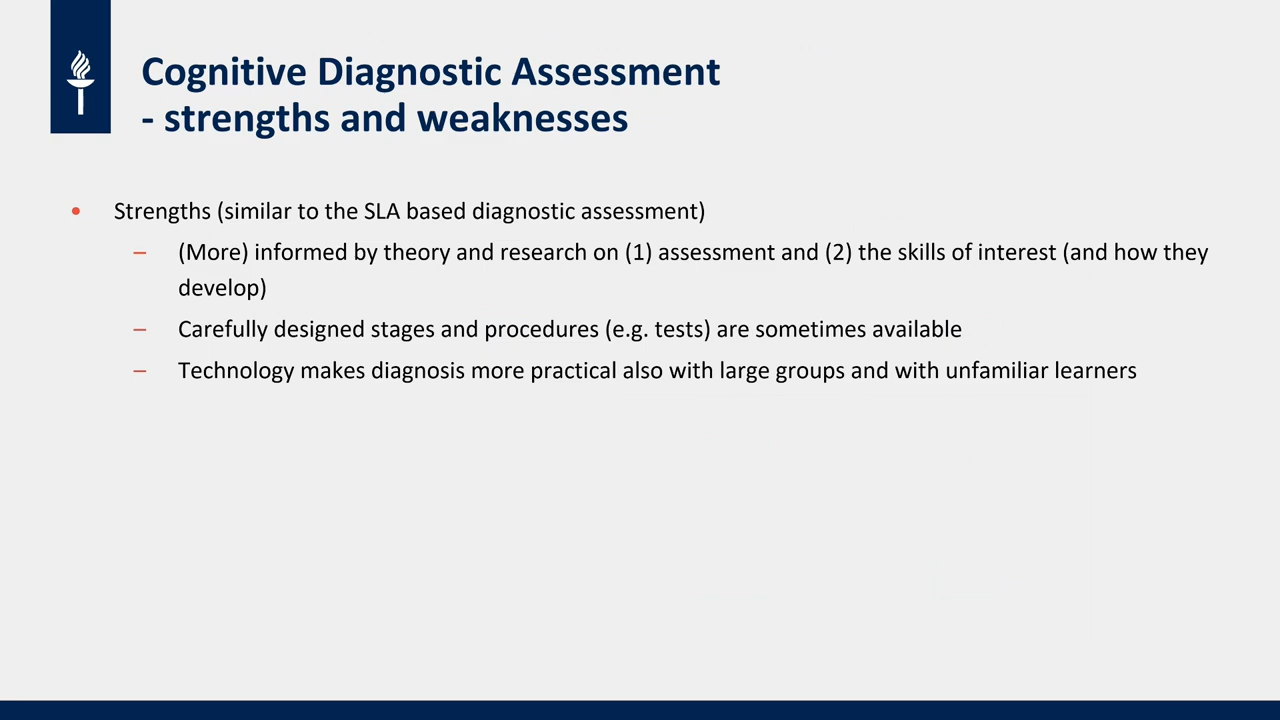 Cognitive Diagnostic Assessment
- strengths and weaknesses
• Strengths (similar to the SLA based diagnostic assessment)
– (More) informed by theory and research on (1) assessment and (2) the skills of interest (and how they
develop)
– Carefully designed stages and procedures (e.g. tests) are sometimes available
– Technology makes diagnosis more practical also with large groups and with unfamiliar learners